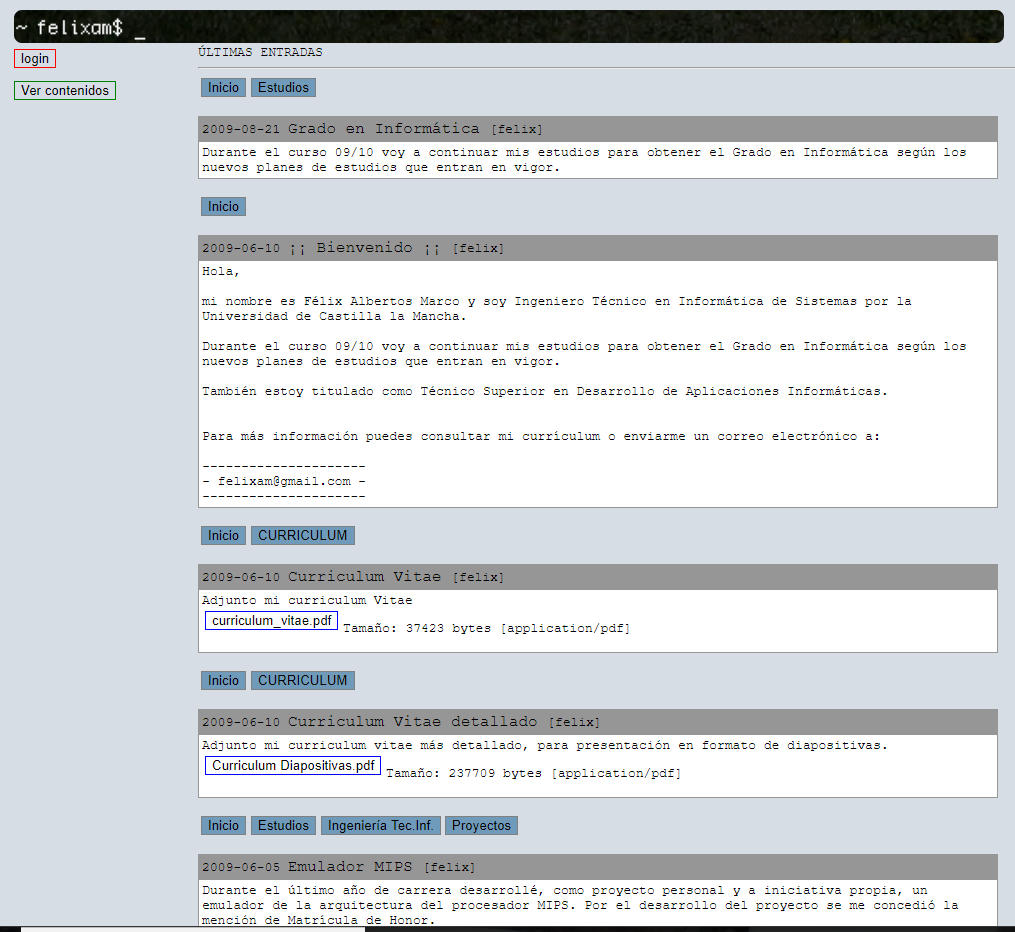 ~ felixam$ _
login
Ver contenidos
ÚLTIMAS ENTRADAS
Inicio Estudios
2009-08-21 Grado en Informática [felix]
Durante el curso 09/10 voy a continuar mis estudios para obtener el Grado en Informática según los
nuevos planes de estudios que entran en vigor.
Inicio
2009-06-10 ¡¡ Bienvenido ¡¡ [felix]
Hola,
mi nombre es Félix Albertos Marco y soy Ingeniero Técnico en Informática de Sistemas por la
Universidad de Castilla la Mancha.
Durante el curso 09/10 voy a continuar mis estudios para obtener el Grado en Informática según los
nuevos planes de estudios que entran en vigor.
También estoy titulado como Técnico Superior en Desarrollo de Aplicaciones Informáticas.
Para más información puedes consultar mi currículum o enviarme un correo electrónico a:
---------------------
- felixam@gmail.com -
---------------------
Inicio CURRICULUM
2009-06-10 Curriculum Vitae [felix]
Adjunto mi curriculum Vitae
curriculum_vitae.pdf Tamaño: 37423 bytes [application/pdf]
Inicio CURRICULUM
2009-06-10 Curriculum Vitae detallado [felix]
Adjunto mi curriculum vitae más detallado, para presentación en formato de diapositivas.
Curriculum Diapositivas.pdf Tamaño: 237709 bytes [application/pdf]
Inicio Estudios Ingeniería Tec.Inf. Proyectos
2009-06-05 Emulador MIPS [felix]
Durante el último año de carrera desarrollé, como proyecto personal y a iniciativa propia, un
emulador de la arquitectura del procesador MIPS. Por el desarrollo del proyecto se me concedió la
mención de Matrícula de Honor.